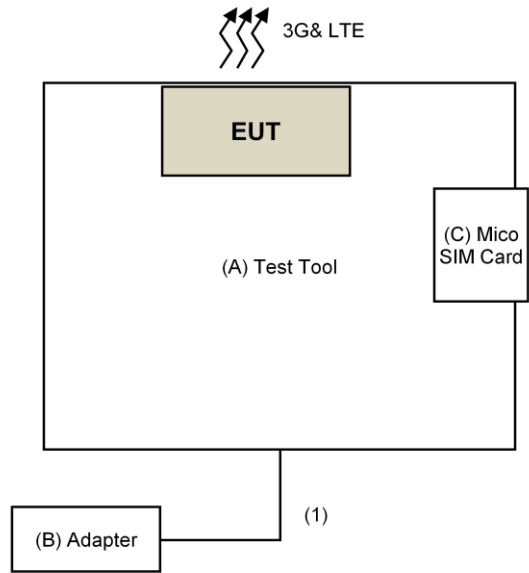 3G& LTE
EUT
(C) Mico
SIM Card
(A) Test Tool
(1)
(B) Adapter